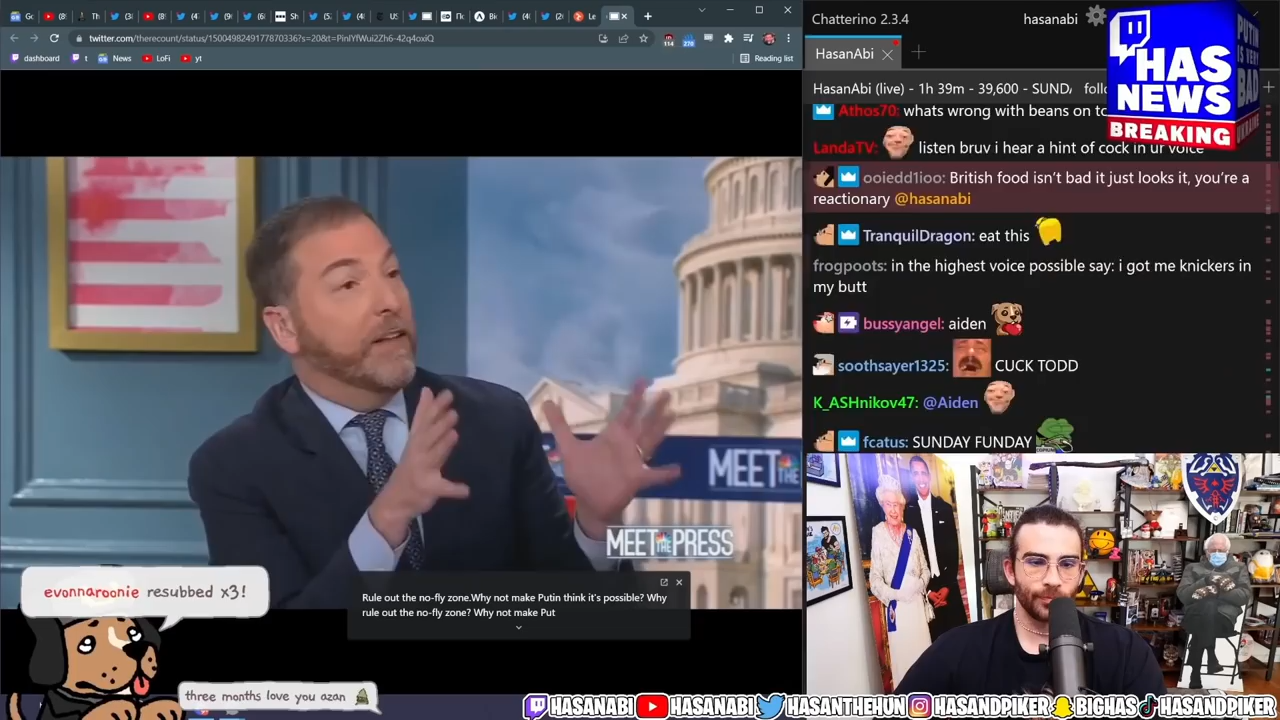 twitter.com/therecount/status/1500498249177870336?s=20&t=PinIYfWui2Zh6-42q4oxiQ
dashboard
t
News
LoFi
yt
Reading list
MEET THE
MEET THE PRESS
Rule out the no-fly zone.Why not make Putin think it's possible? Why
rule out the no-fly zone? Why not make Put
evonnaroonie resubbed x3!
three months love you azan
Chatterino 2.3.4
hasanabi
HasanAbi
HasanAbi (live) - 1h 39m - 39,600 - SUND
HAS
NEWS
BREAKING
PUTIN
IS VERY
BAD
Athos70: whats wrong with beans on to
LandaTV: listen bruv i hear a hint of cock in ur voice
ooiedd1ioo: British food isn't bad it just looks it, you're a
reactionary @hasanabi
TranquilDragon: eat this
frogpoots: in the highest voice possible say: i got me knickers in
my butt
bussyangel: aiden
soothsayer1325: CUCK TODD
K_ASHnikov47: @Aiden
fcatus: SUNDAY FUNDAY
HASANABI HASANABI HASANTHEHUN HASANDPIKER BIGHAS HASANDPIKER